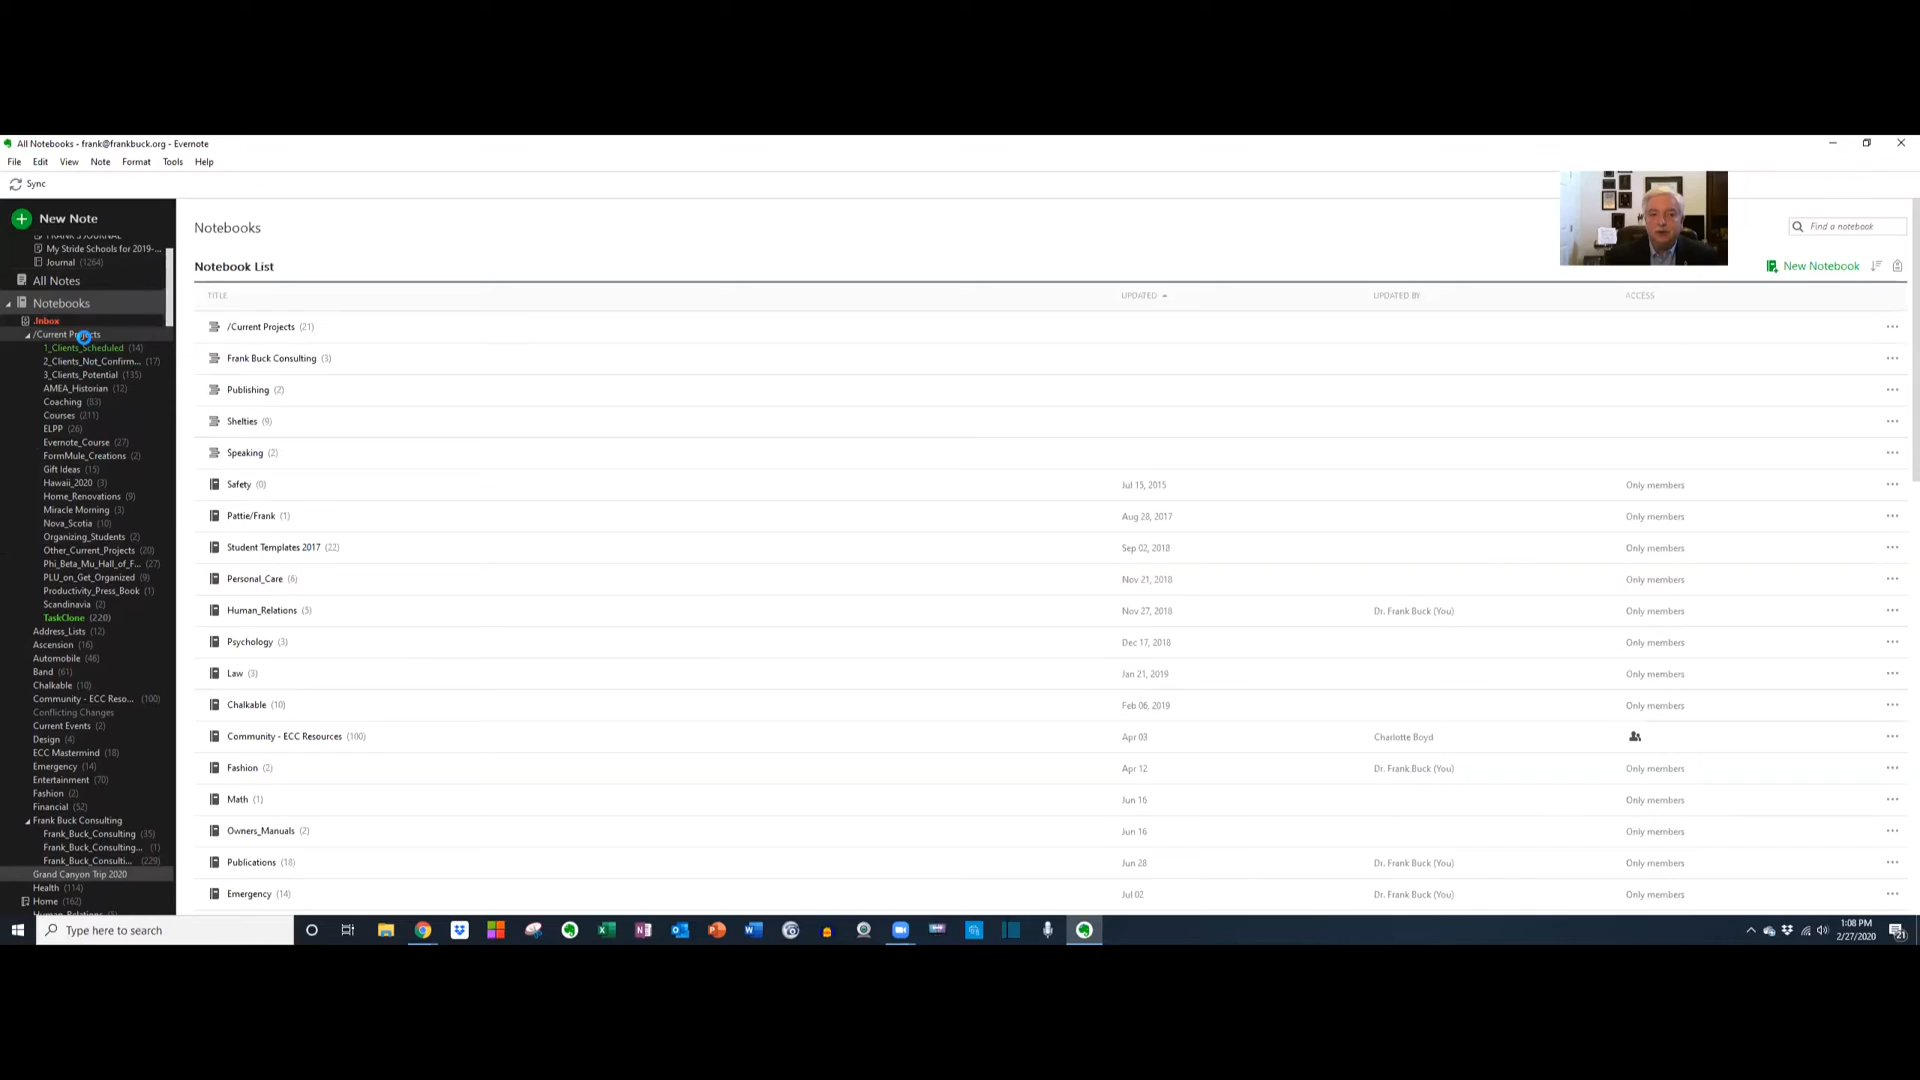 All Notebooks - frank@frankbuck.org - Evernote
File Edit View Note Format Tools Help
Sync
New Note
FRANK'S JOURNAL
My Stride Schools for 2019-...
Journal (1264)
All Notes
Notebooks
.Inbox
/Current Projects
1_Clients_Scheduled (14)
2_Clients_Not_Confirm... (17)
3_Clients_Potential (135)
AMEA_Historian (12)
Coaching (83)
Courses (211)
ELPP (26)
Evernote_Course (27)
FormMule_Creations (2)
Gift Ideas (15)
Hawaii_2020 (3)
Home_Renovations (9)
Miracle Morning (3)
Nova_Scotia (10)
Organizing_Students (2)
Other_Current_Projects (20)
Phi_Beta_Mu_Hall_of_F... (27)
PLU_on_Get_Organized (9)
Productivity_Press_Book (1)
Scandinavia (2)
TaskClone (220)
Address_Lists (12)
Ascension (16)
Automobile (46)
Band (61)
Chalkable (10)
Community - ECC Reso... (100)
Conflicting Changes
Current Events (2)
Design (4)
ECC Mastermind (18)
Emergency (14)
Entertainment (70)
Fashion (2)
Financial (52)
Frank Buck Consulting
Frank_Buck_Consulting (35)
Frank_Buck_Consulting... (1)
Frank_Buck_Consulti... (229)
Grand Canyon Trip 2020
Health (114)
Home (162)
Human_Relations (5)
Notebooks
Find a notebook
Notebook List
New Notebook
TITLE UPDATED UPDATED BY ACCESS
/Current Projects (21)
Frank Buck Consulting (3)
Publishing (2)
Shelties (9)
Speaking (2)
Safety (0) Jul 15, 2015 Only members
Pattie/Frank (1) Aug 28, 2017 Only members
Student Templates 2017 (22) Sep 02, 2018 Only members
Personal_Care (6) Nov 21, 2018 Only members
Human_Relations (5) Nov 27, 2018 Dr. Frank Buck (You) Only members
Psychology (3) Dec 17, 2018 Only members
Law (3) Jan 21, 2019 Only members
Chalkable (10) Feb 06, 2019 Only members
Community - ECC Resources (100) Apr 03 Charlotte Boyd
Fashion (2) Apr 12 Dr. Frank Buck (You) Only members
Math (1) Jun 16 Only members
Owners_Manuals (2) Jun 16 Only members
Publications (18) Jun 28 Dr. Frank Buck (You) Only members
Emergency (14) Jul 02 Dr. Frank Buck (You) Only members
Type here to search
1:08 PM
2/27/2020
21